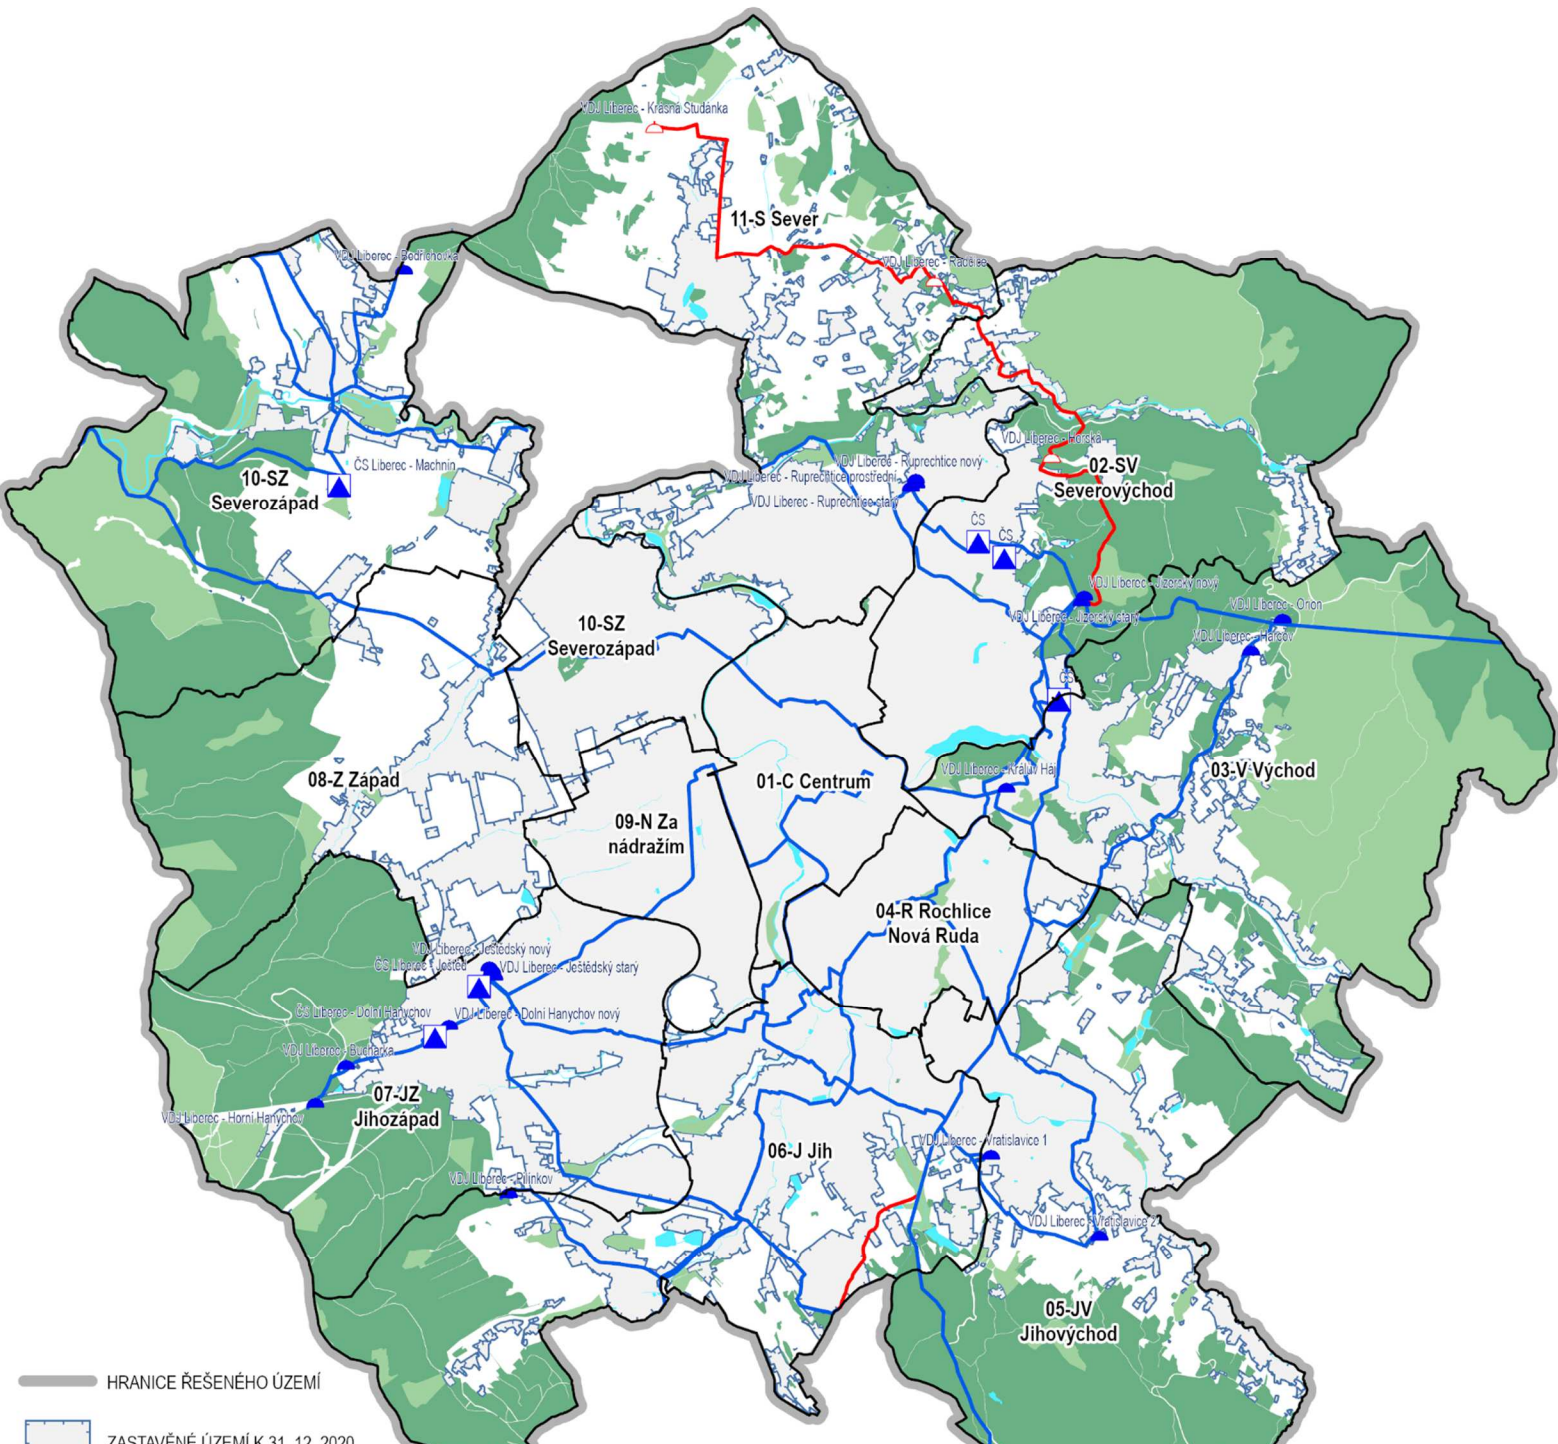 VDJ Liberec - Krásná Studánka
11-S Sever
VDJ Liberec - Bedřichovka
VDJ Liberec - Radčice
VDJ Liberec - Horská
ČS Liberec - Machnín
VDJ Liberec - Ruprechtice nový
VDJ Liberec - Ruprechtice prostřední
VDJ Liberec - Ruprechtice starý
10-SZ
Severozápad
02-SV
Severovýchod
ČS
ČS
VDJ Liberec - Jizerský nový
VDJ Liberec - Jizerský starý
VDJ Liberec - Orion
VDJ Liberec - Harcov
10-SZ
Severozápad
ČS
08-Z Západ
01-C Centrum
VDJ Liberec - Králův Háj
03-V Východ
09-N Za
nádražím
04-R Rochlice
Nová Ruda
VDJ Liberec - Ještědský nový
ČS Liberec - Ještěd
VDJ Liberec - Ještědský starý
ČS Liberec - Dolní Hanychov
VDJ Liberec - Dolní Hanychov nový
VDJ Liberec - Bucharka
07-JZ
Jihozápad
VDJ Liberec - Horní Hanychov
06-J Jih
VDJ Liberec - Vratislavice 1
VDJ Liberec - Pilínkov
VDJ Liberec - Vratislavice 2
05-JV
Jihovýchod
HRANICE ŘEŠENÉHO ÚZEMÍ
ZASTAVĚNÉ ÚZEMÍ K 31. 12. 2020